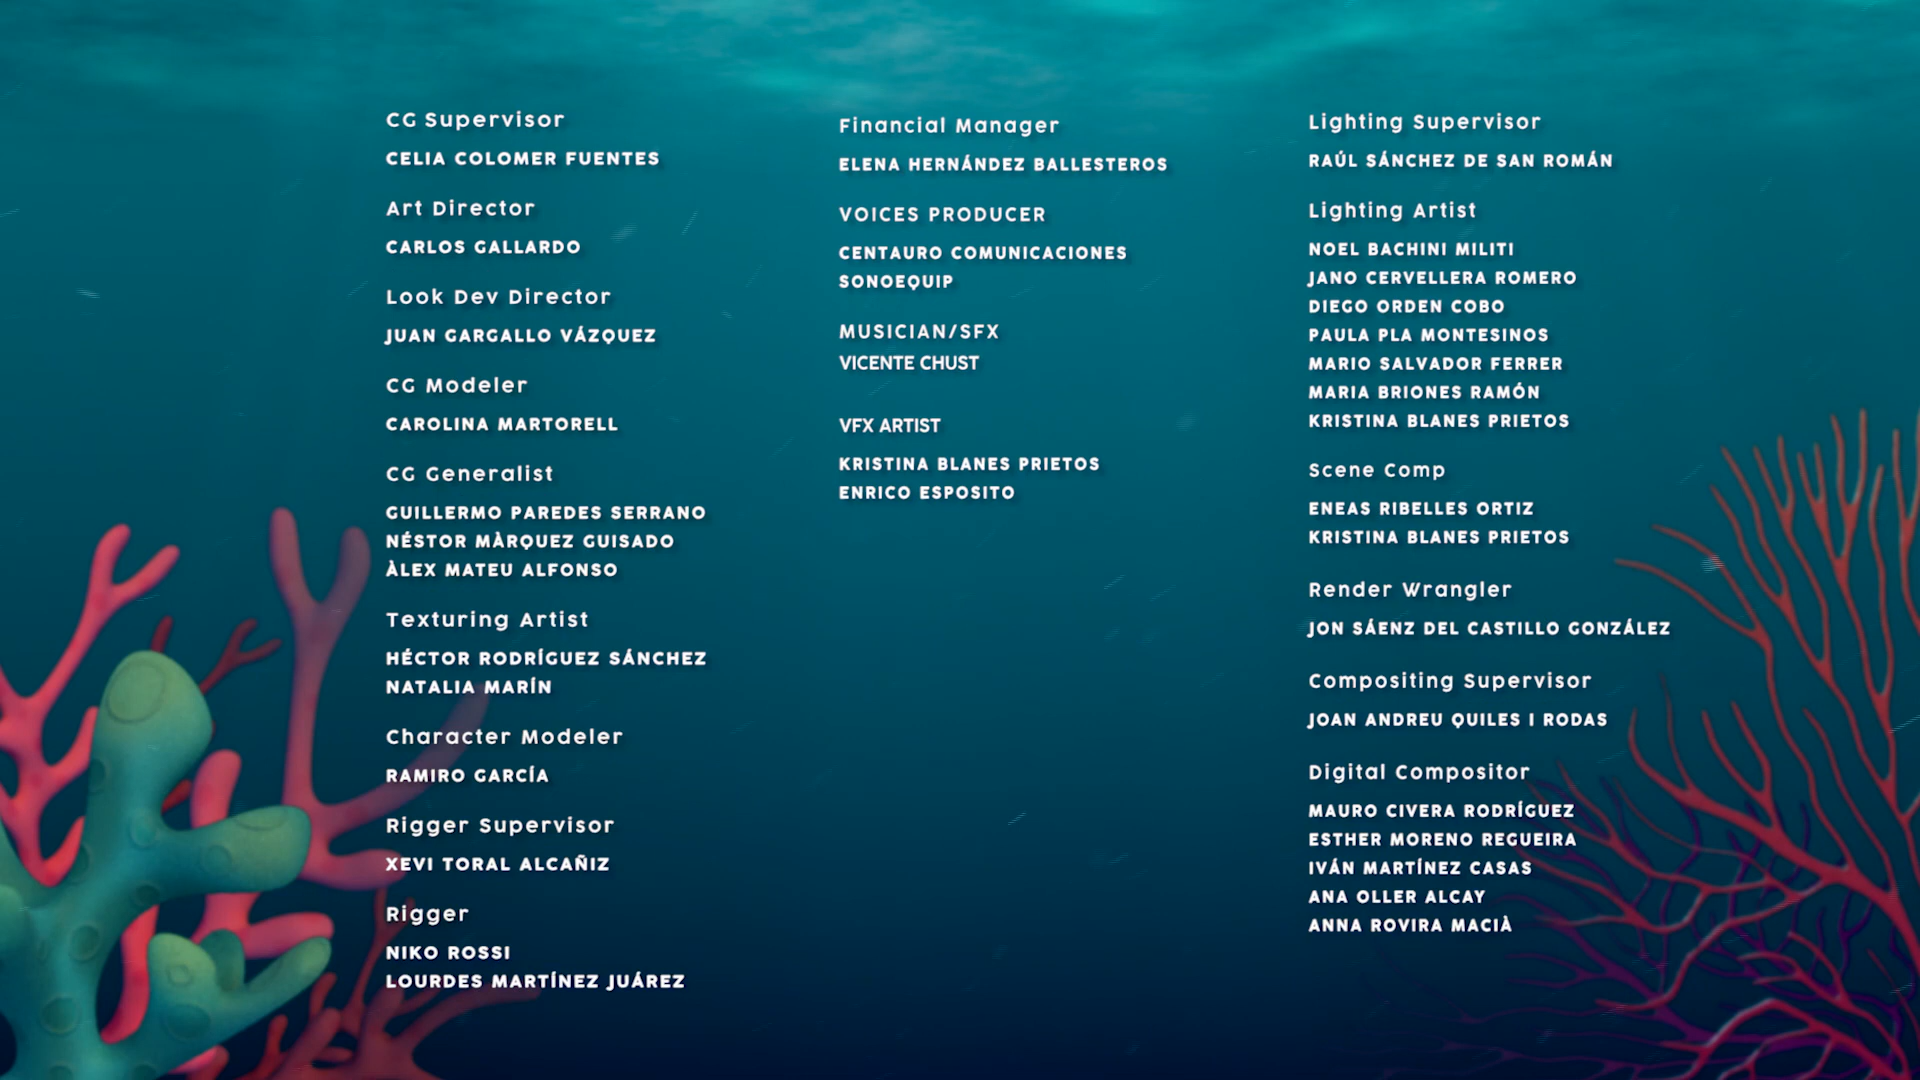 CG Supervisor
CELIA COLOMER FUENTES
Art Director
CARLOS GALLARDO
Look Dev Director
JUAN GARGALLO VÁZQUEZ
CG Modeler
CAROLINA MARTORELL
CG Generalist
GUILLERMO PAREDES SERRANO
NÉSTOR MÀRQUEZ GUISADO
ÀLEX MATEU ALFONSO
Texturing Artist
HÉCTOR RODRÍGUEZ SÁNCHEZ
NATALIA MARÍN
Character Modeler
RAMIRO GARCÍA
Rigger Supervisor
XEVI TORAL ALCAÑIZ
Rigger
NIKO ROSSI
LOURDES MARTÍNEZ JUÁREZ
Financial Manager
ELENA HERNÁNDEZ BALLESTEROS
VOICES PRODUCER
CENTAURO COMUNICACIONES
SONOEQUIP
MUSICIAN/SFX
VICENTE CHUST
VFX ARTIST
KRISTINA BLANES PRIETOS
ENRICO ESPOSITO
Lighting Supervisor
RAÚL SÁNCHEZ DE SAN ROMÁN
Lighting Artist
NOEL BACHINI MILITI
JANO CERVELLERA ROMERO
DIEGO ORDEN COBO
PAULA PLA MONTESINOS
MARIO SALVADOR FERRER
MARIA BRIONES RAMÓN
KRISTINA BLANES PRIETOS
Scene Comp
ENEAS RIBELLES ORTIZ
KRISTINA BLANES PRIETOS
Render Wrangler
JON SÁENZ DEL CASTILLO GONZÁLEZ
Compositing Supervisor
JOAN ANDREU QUILES I RODAS
Digital Compositor
MAURO CIVERA RODRÍGUEZ
ESTHER MORENO REGUEIRA
IVÁN MARTÍNEZ CASAS
ANA OLLER ALCAY
ANNA ROVIRA MACIÀ